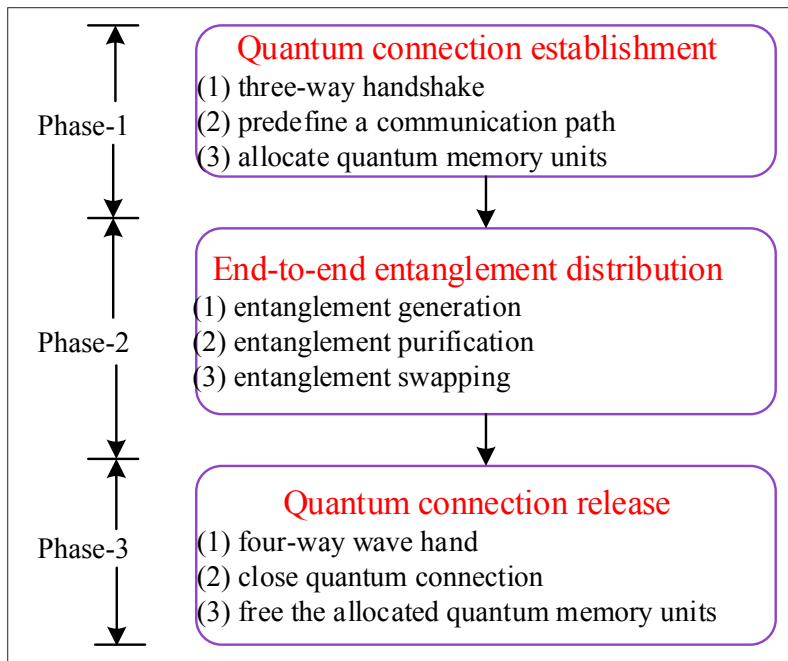 Quantum connection establishment
(1) three-way handshake
Phase-1
(2) predefine a communication path
(3) allocate quantum memory units
End-to-end entanglement distribution
(1) entanglement generation
Phase-2
(2) entanglement purification
(3) entanglement swapping
Quantum connection release
(1) four-way wave hand
Phase-3
(2) close quantum connection
(3) free the allocated quantum memory units